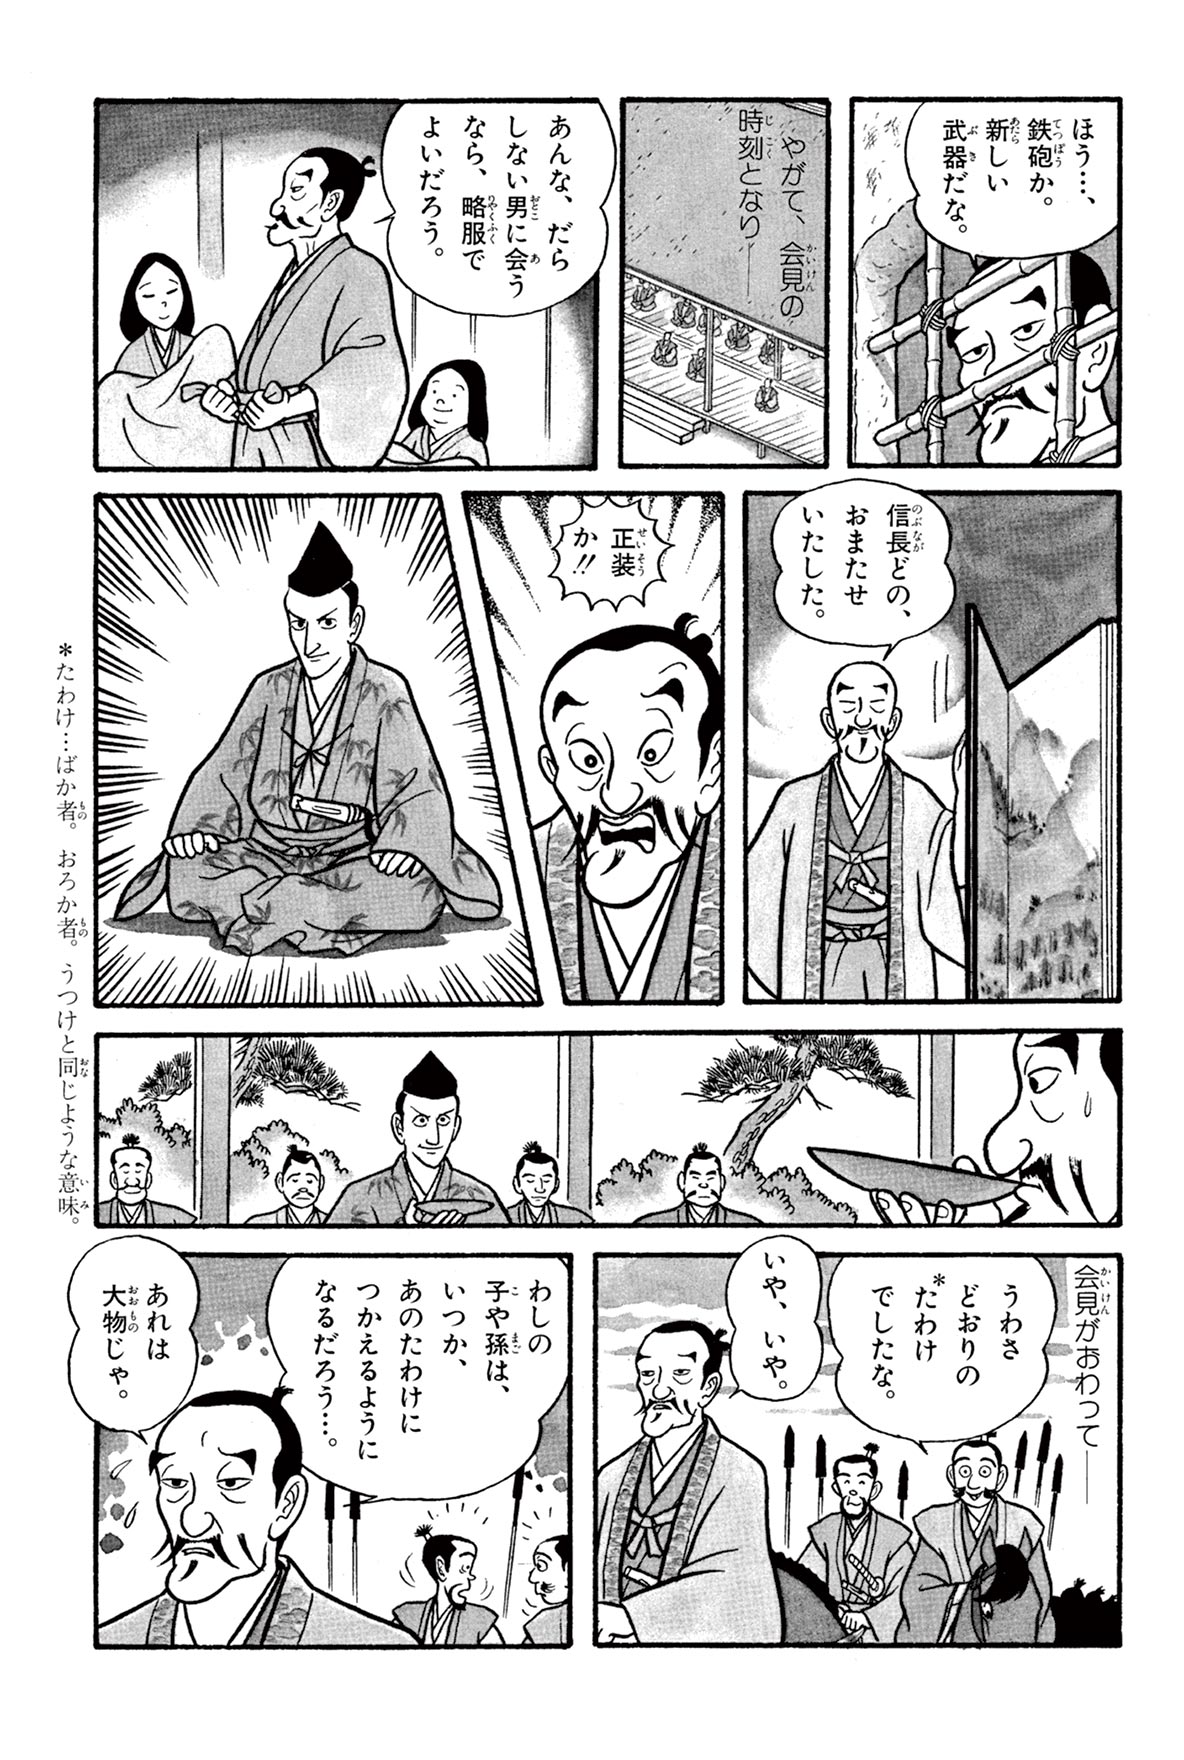 ほう…、
鉄砲か。
新しい
武器だな。
やがて、会見の
時刻となり――
あんな、だら
しない男に会う
なら、略服で
よいだろう。
信長どの、
おまたせ
いたした。
正装
か!!
会見がおわって――
うわさ
どおりの
*たわけ
でしたな。
いや、いや。
わしの
子や孫は、
いつか、
あのたわけに
つかえるように
なるだろう…。
あれは
大物じゃ。
*たわけ…ばか者。おろか者。うつけと同じような意味。